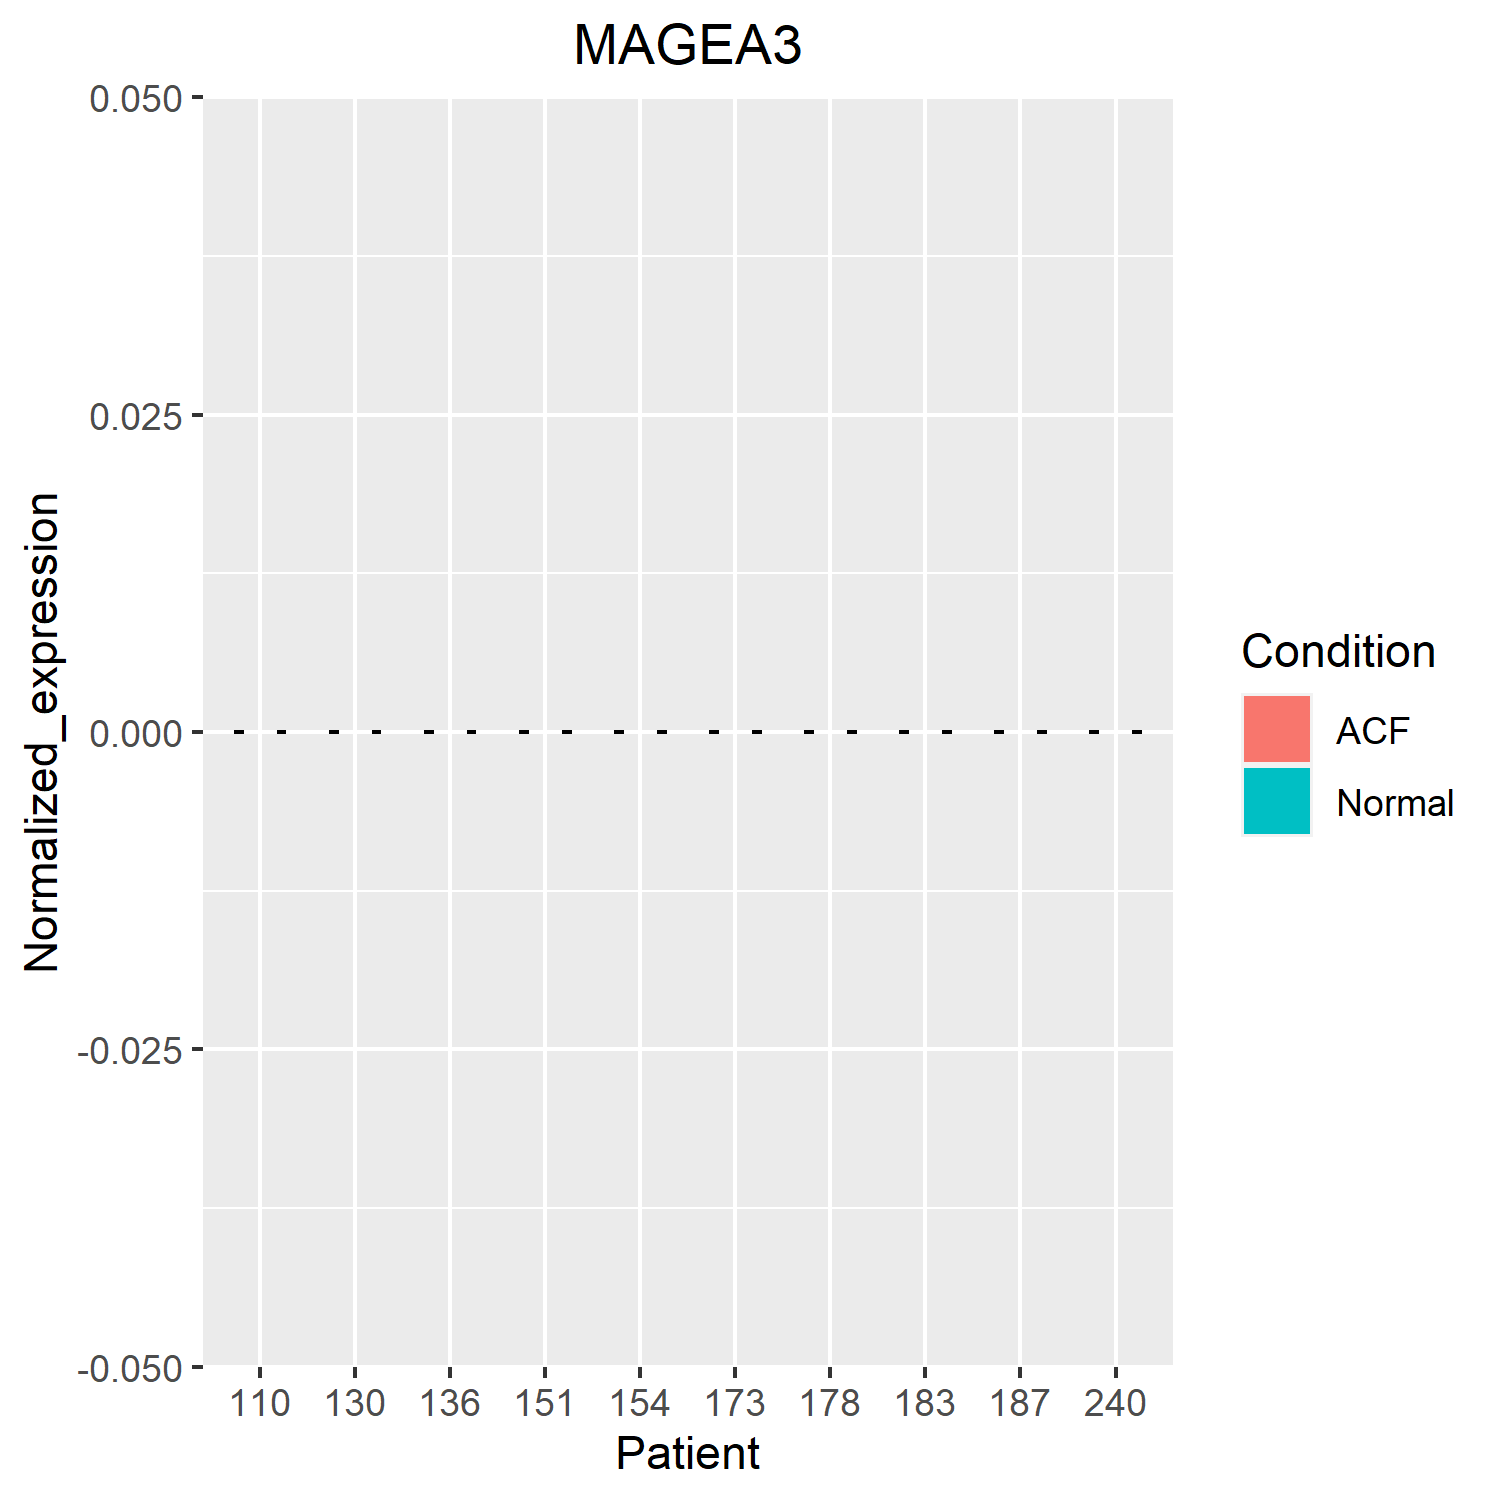 MAGEA3
0.050
0.025
0.000
-0.025
-0.050
Normalized_expression
110 130 136 151 154 173 178 183 187 240
Patient
Condition
ACF
Normal